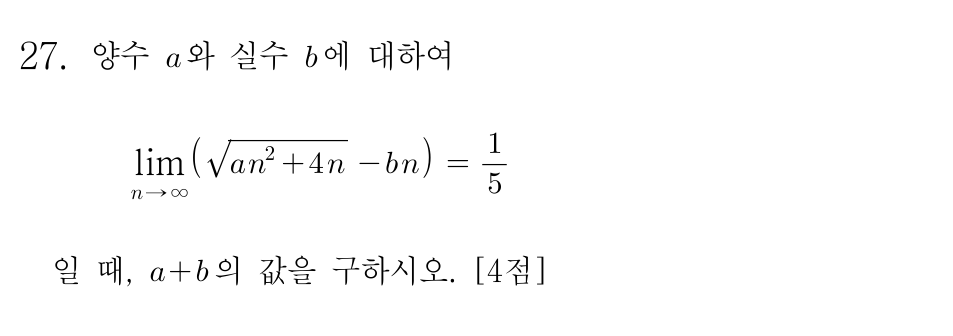 27. 양수 a와 실수 b에 대하여
lim_{n→∞}(√(an²+4n) −bn) = 1/5
일 때, a+b의 값을 구하시오. [4점]